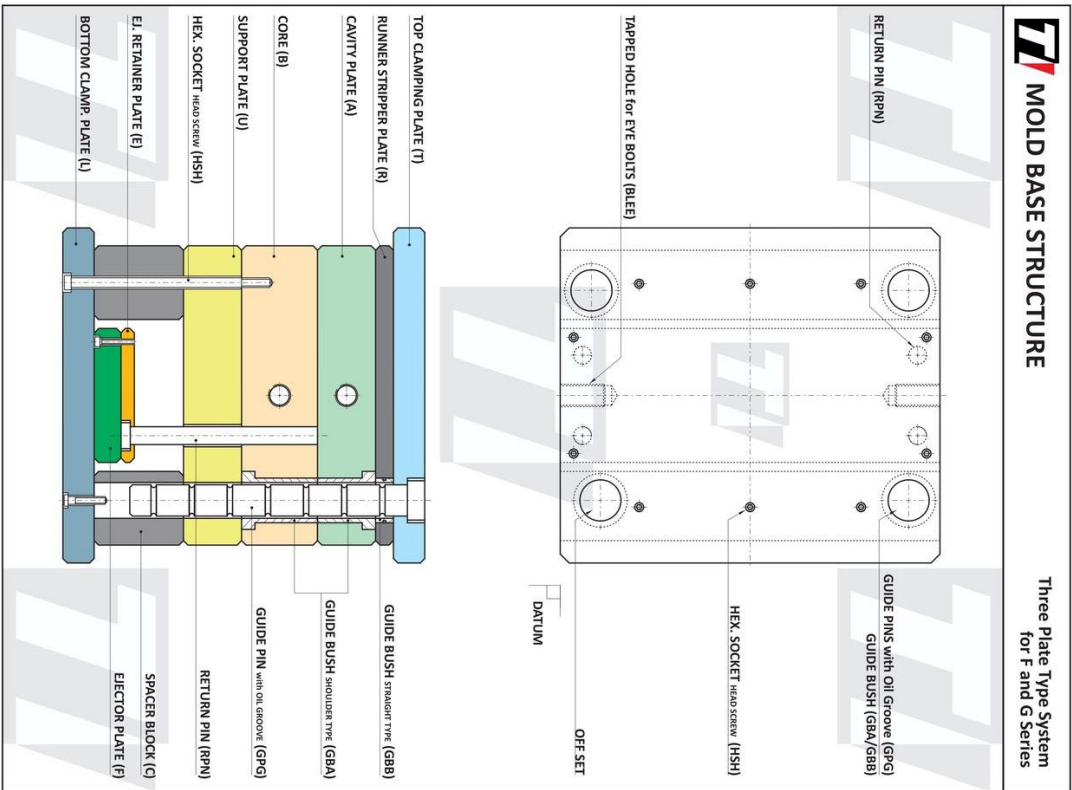 TI
MOLD BASE STRUCTURE
Three Plate Type System
for F and G Series
RETURN PIN (RPN)
TAPPED HOLE for EYE BOLTS (BLEE)
GUIDE PINS with Oil Groove (GPG)
GUIDE BUSH (GBA/GBB)
HEX. SOCKET HEAD SCREW (HSH)
OFF SET
DATUM
TOP CLAMPING PLATE (T)
RUNNER STRIPPER PLATE (R)
CAVITY PLATE (A)
CORE (B)
SUPPORT PLATE (U)
HEX. SOCKET HEAD SCREW (HSH)
EJ. RETAINER PLATE (E)
BOTTOM CLAMP. PLATE (L)
GUIDE BUSH STRAIGHT TYPE (GBB)
GUIDE BUSH SHOULDER TYPE (GBA)
GUIDE PIN with OIL GROOVE (GPG)
RETURN PIN (RPN)
SPACER BLOCK (C)
EJECTOR PLATE (F)